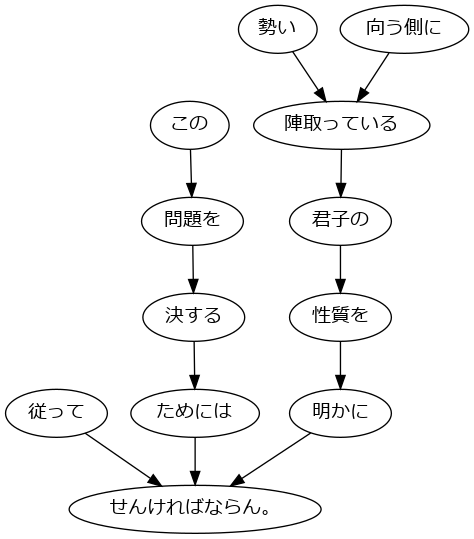 勢い
向う側に
この
陣取っている
問題を
君子の
決する
性質を
従って
ためには
明かに
せんければならん。